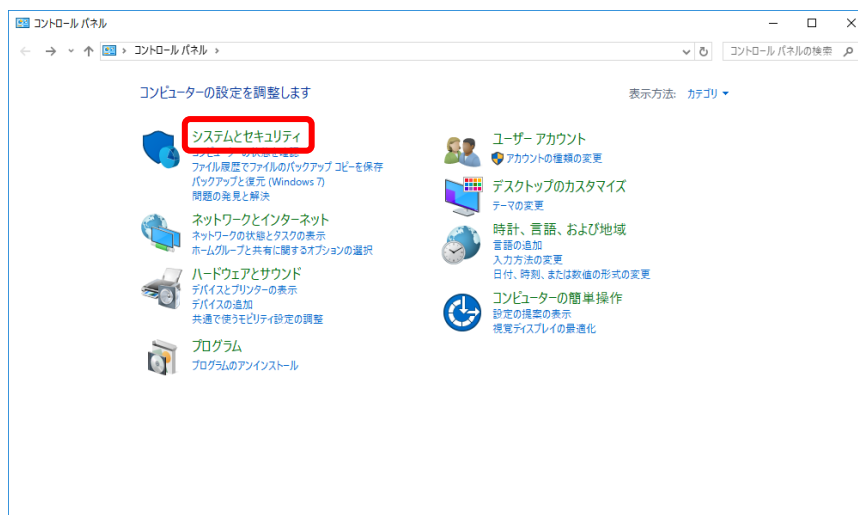 コントロール パネル
コントロール パネル
コントロール パネルの検索
コンピューターの設定を調整します
表示方法: カテゴリ
システムとセキュリティ
コンピューターの状態を確認
ファイル履歴でファイルのバックアップ コピーを保存
バックアップと復元 (Windows 7)
問題の発見と解決
ネットワークとインターネット
ネットワークの状態とタスクの表示
ホームグループと共有に関するオプションの選択
ハードウェアとサウンド
デバイスとプリンターの表示
デバイスの追加
共通で使うモビリティ設定の調整
プログラム
プログラムのアンインストール
ユーザー アカウント
アカウントの種類の変更
デスクトップのカスタマイズ
テーマの変更
時計、言語、および地域
言語の追加
入力方法の変更
日付、時刻、または数値の形式の変更
コンピューターの簡単操作
設定の提案の表示
視覚ディスプレイの最適化